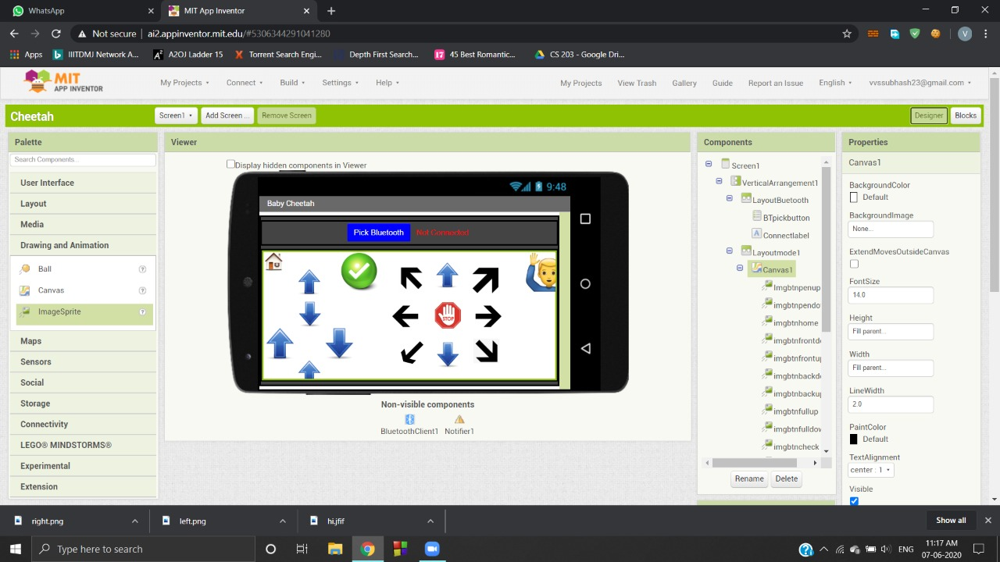 WhatsApp
MIT App Inventor
Not secure
ai2.appinventor.mit.edu/#5306344291041280
V
Apps
IIITDMJ Network A...
A2OJ Ladder 15
Torrent Search Engi...
Depth First Search...
17
45 Best Romantic...
CS 203 - Google Dri...
MIT
APP INVENTOR
My Projects
Connect
Build
Settings
Help
My Projects
View Trash
Gallery
Guide
Report an Issue
English
vvssubhash23@gmail.com
Cheetah
Screen1
Add Screen ...
Remove Screen
Designer
Blocks
Palette
Search Components...
User Interface
Layout
Media
Drawing and Animation
Ball
Canvas
ImageSprite
Maps
Sensors
Social
Storage
Connectivity
LEGO® MINDSTORMS®
Experimental
Extension
Viewer
Display hidden components in Viewer
9:48
Baby Cheetah
Pick Bluetooth
Not Connected
STOP
Non-visible components
BluetoothClient1
Notifier1
Components
Screen1
VerticalArrangement1
LayoutBuetooth
BTpickbutton
Connectlabel
Layoutmode1
Canvas1
Imgbtnpenup
imgbtnpendo
imgbtnhome
imgbtnfrontd
imgbtnfrontup
imgbtnbackd
imgbtnbackup
imgbtnfullup
imgbtnfulldov
imgbtncheck
Rename
Delete
Properties
Canvas1
BackgroundColor
Default
BackgroundImage
None...
ExtendMovesOutsideCanvas
FontSize
14.0
Height
Fill parent...
Width
Fill parent...
LineWidth
2.0
PaintColor
Default
TextAlignment
center : 1
Visible
right.png
left.png
hi.jfif
Show all
Type here to search
ENG
11:17 AM
07-06-2020